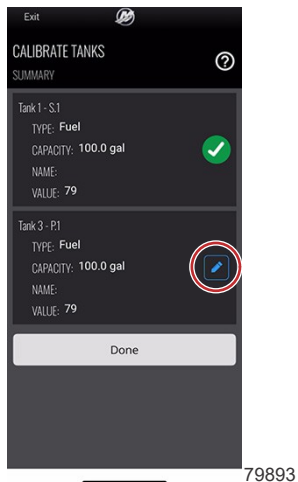 Exit
CALIBRATE TANKS
SUMMARY
?
Tank 1 - S.1
TYPE: Fuel
CAPACITY: 100.0 gal
NAME:
VALUE: 79
Tank 3 - P.1
TYPE: Fuel
CAPACITY: 100.0 gal
NAME:
VALUE: 79
Done
79893